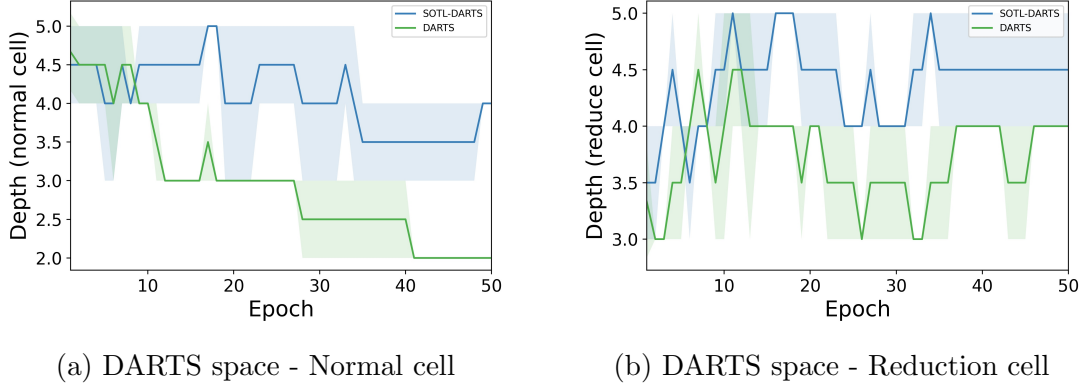 5.0
4.5
4.0
3.5
3.0
2.5
2.0
Depth (normal cell)
10
20
30
40
50
Epoch
SOTL-DARTS
DARTS
5.0
4.5
4.0
3.5
3.0
Depth (reduce cell)
10
20
30
40
50
Epoch
SOTL-DARTS
DARTS
(a) DARTS space - Normal cell
(b) DARTS space - Reduction cell